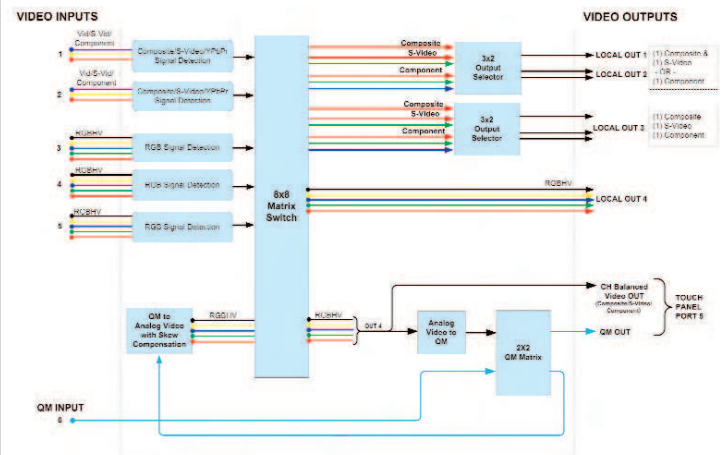 VIDEO INPUTS
VIDEO OUTPUTS
1
Vid/S-Vid/
Component
Composite/S-Video/YPbPr
Signal Detection
2
Vid/S-Vid/
Component
Composite/S-Video/YPbPr
Signal Detection
3
RGBHV
RGB Signal Detection
4
RGBHV
RGB Signal Detection
5
RGBHV
RGB Signal Detection
8x8
Matrix
Switch
Composite
S-Video
Component
3x2
Output
Selector
LOCAL OUT 1
LOCAL OUT 2
(1) Composite &
(1) S-Video
- OR -
(1) Component
Composite
S-Video
Component
3x2
Output
Selector
LOCAL OUT 3
(1) Composite
(1) S-Video
(1) Component
RGBHV
LOCAL OUT 4
QM to
Analog Video
with Skew
Compensation
RGBHV
RGBHV
OUT 4
Analog
Video to
QM
2X2
QM Matrix
CH Balanced
Video OUT
(Composite/S-Video/
Component)
QM OUT
TOUCH
PANEL
PORT 5
QM INPUT
6